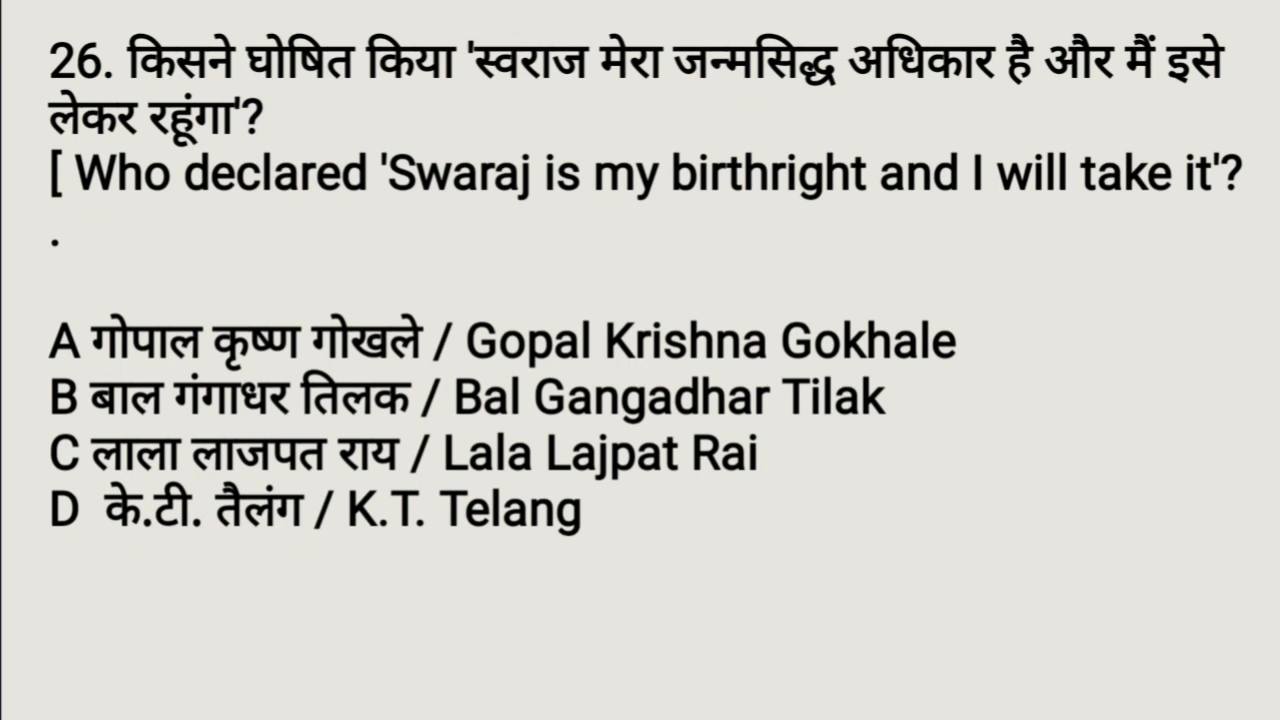 26. किसने घोषित किया 'स्वराज मेरा जन्मसिद्ध अधिकार है और मैं इसे
लेकर रहूंगा'?
[ Who declared 'Swaraj is my birthright and I will take it'?
.
A गोपाल कृष्ण गोखले / Gopal Krishna Gokhale
B बाल गंगाधर तिलक / Bal Gangadhar Tilak
C लाला लाजपत राय / Lala Lajpat Rai
D के.टी. तैलंग / K.T. Telang